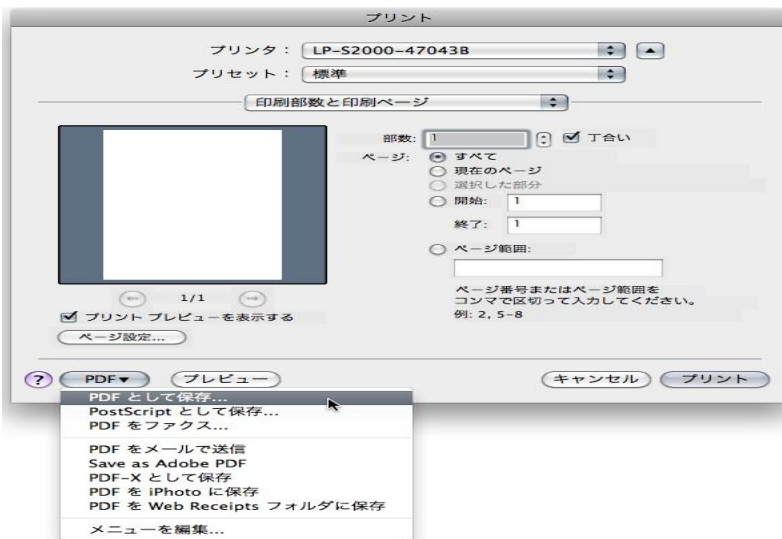 プリント
プリンタ： LP-S2000-47043B
プリセット： 標準
印刷部数と印刷ページ
部数: 1 丁合い
ページ: すべて
現在のページ
選択した部分
開始: 1
終了: 1
ページ範囲:
ページ番号またはページ範囲を
コンマで区切って入力してください。
例: 2, 5-8
1/1
プリント プレビューを表示する
ページ設定...
? PDF▼ プレビュー キャンセル プリント
PDF として保存...
PostScript として保存...
PDF をファクス...
PDF をメールで送信
Save as Adobe PDF
PDF-X として保存
PDF を iPhoto に保存
PDF を Web Receipts フォルダに保存
メニューを編集...